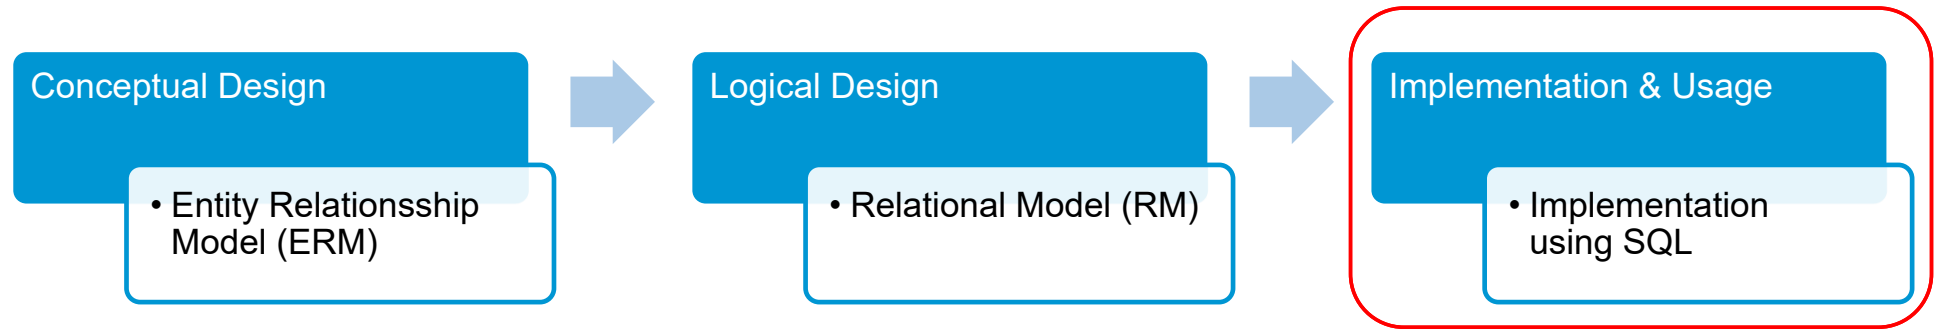 Conceptual Design
• Entity Relationsship
Model (ERM)
Logical Design
• Relational Model (RM)
Implementation & Usage
• Implementation
using SQL